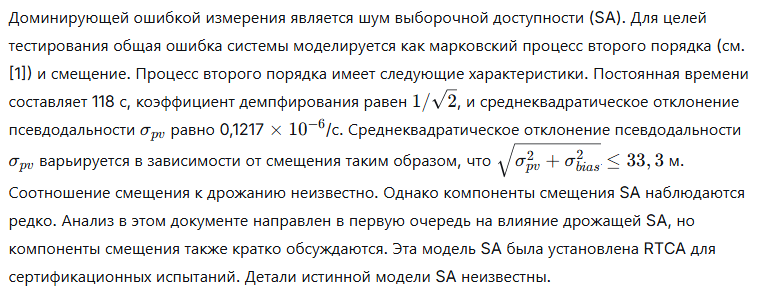 Доминирующей ошибкой измерения является шум выборочной доступности (SA). Для целей
тестирования общая ошибка системы моделируется как марковский процесс второго порядка (см.
[1]) и смещение. Процесс второго порядка имеет следующие характеристики. Постоянная времени
составляет 118 с, коэффициент демпфирования равен $1/\sqrt{2}$, и среднеквадратическое отклонение
псевдодальности $\sigma_{pv}$ равно 0,1217 $\times$ $10^{-6}$/с. Среднеквадратическое отклонение псевдодальности
$\sigma_{pv}$ варьируется в зависимости от смещения таким образом, что $\sqrt{\sigma_{pv}^2 + \sigma_{bias}^2} \leq 33,3$ м.
Соотношение смещения к дрожанию неизвестно. Однако компоненты смещения SA наблюдаются
редко. Анализ в этом документе направлен в первую очередь на влияние дрожащей SA, но
компоненты смещения также кратко обсуждаются. Эта модель SA была установлена RTCA для
сертификационных испытаний. Детали истинной модели SA неизвестны.